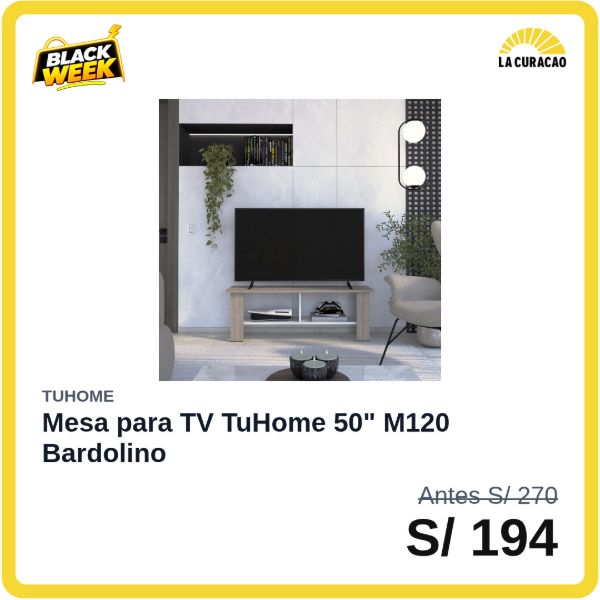 BLACK
WEEK
LA CURACAO
TUHOME
Mesa para TV TuHome 50" M120
Bardolino
Antes S/ 270
S/ 194